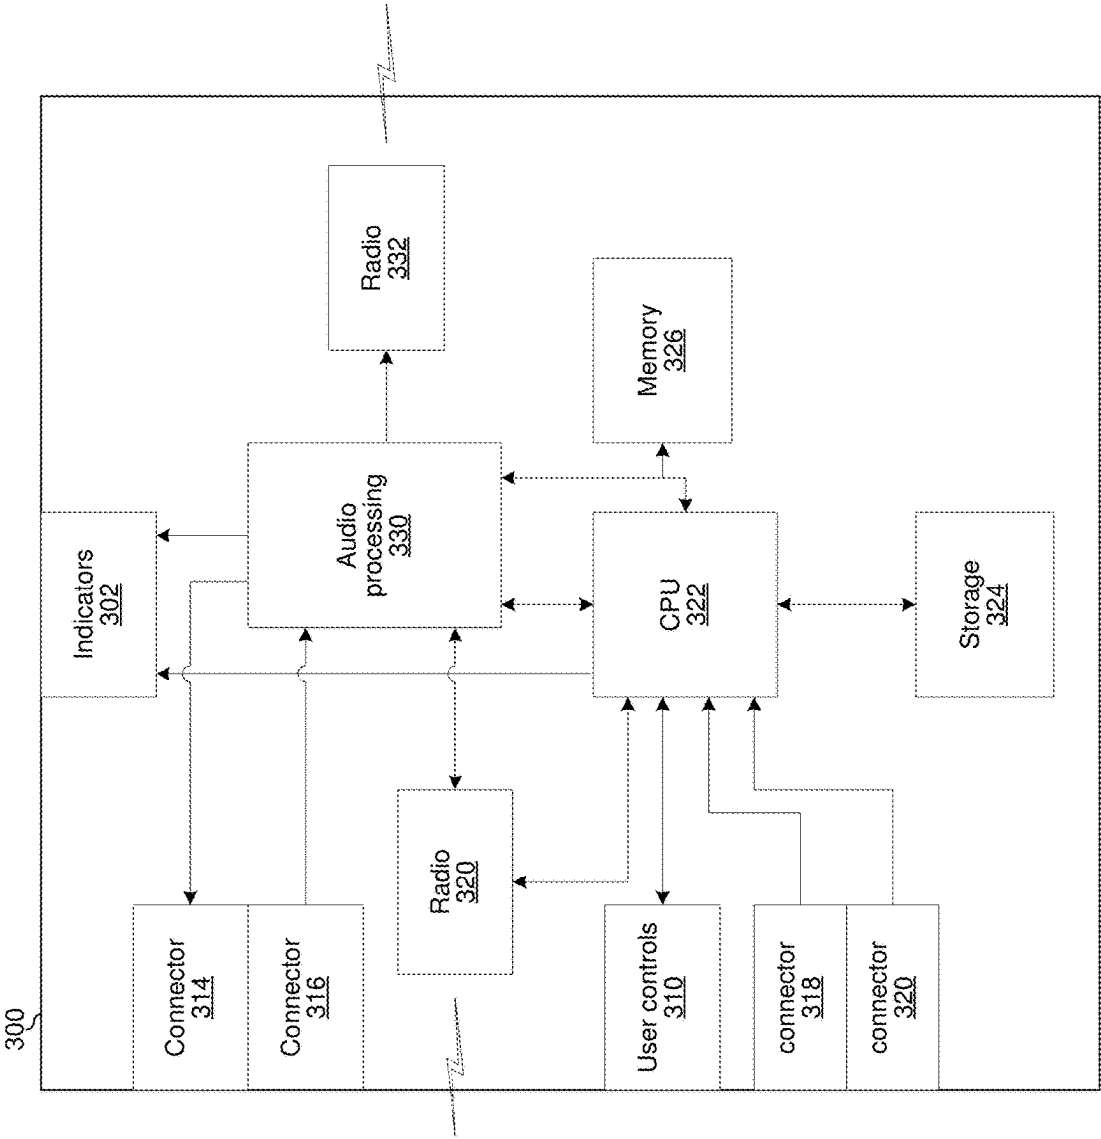 300
Connector
314
Connector
316
Radio
320
User controls
310
connector
318
connector
320
Indicators
302
Audio
processing
330
CPU
322
Storage
324
Radio
332
Memory
326